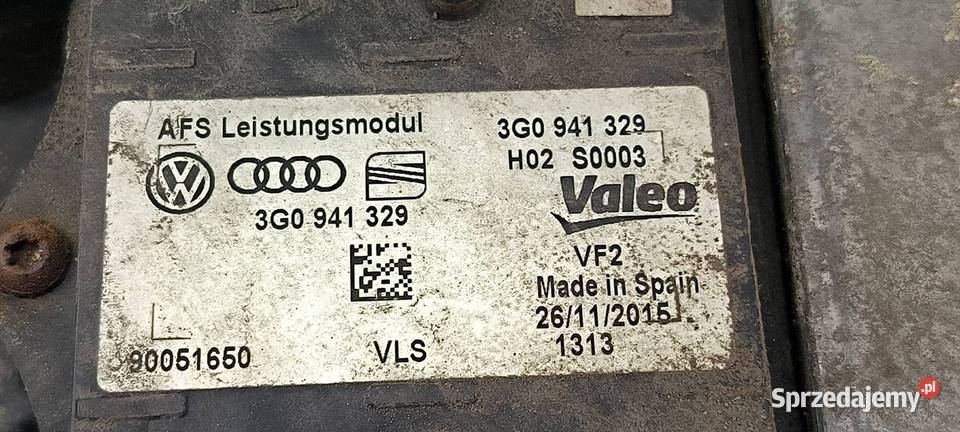 AFS Leistungsmodul
3G0 941 329
H02 S0003
Valeo
3G0 941 329
VF2
Made in Spain
26/11/2015
90051650
VLS
1313
Sprzedajemy.pl